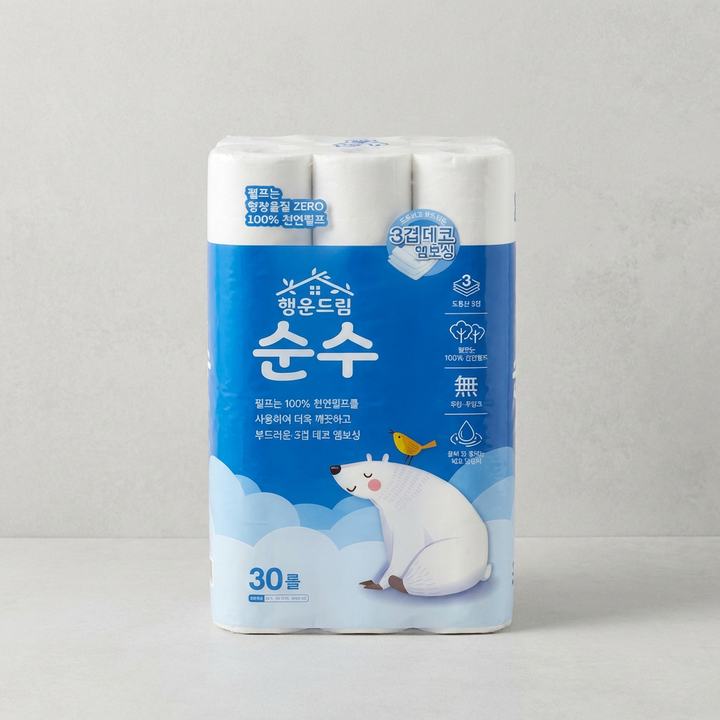 펄프는
형광물질 ZERO
100% 천연펄프
3겹 데코
엠보싱
행운드림
순수
펄프는 100% 천연펄프를
사용하여 더욱 깨끗하고
부드러운 3겹 데코 엠보싱
3
100%
無
30롤